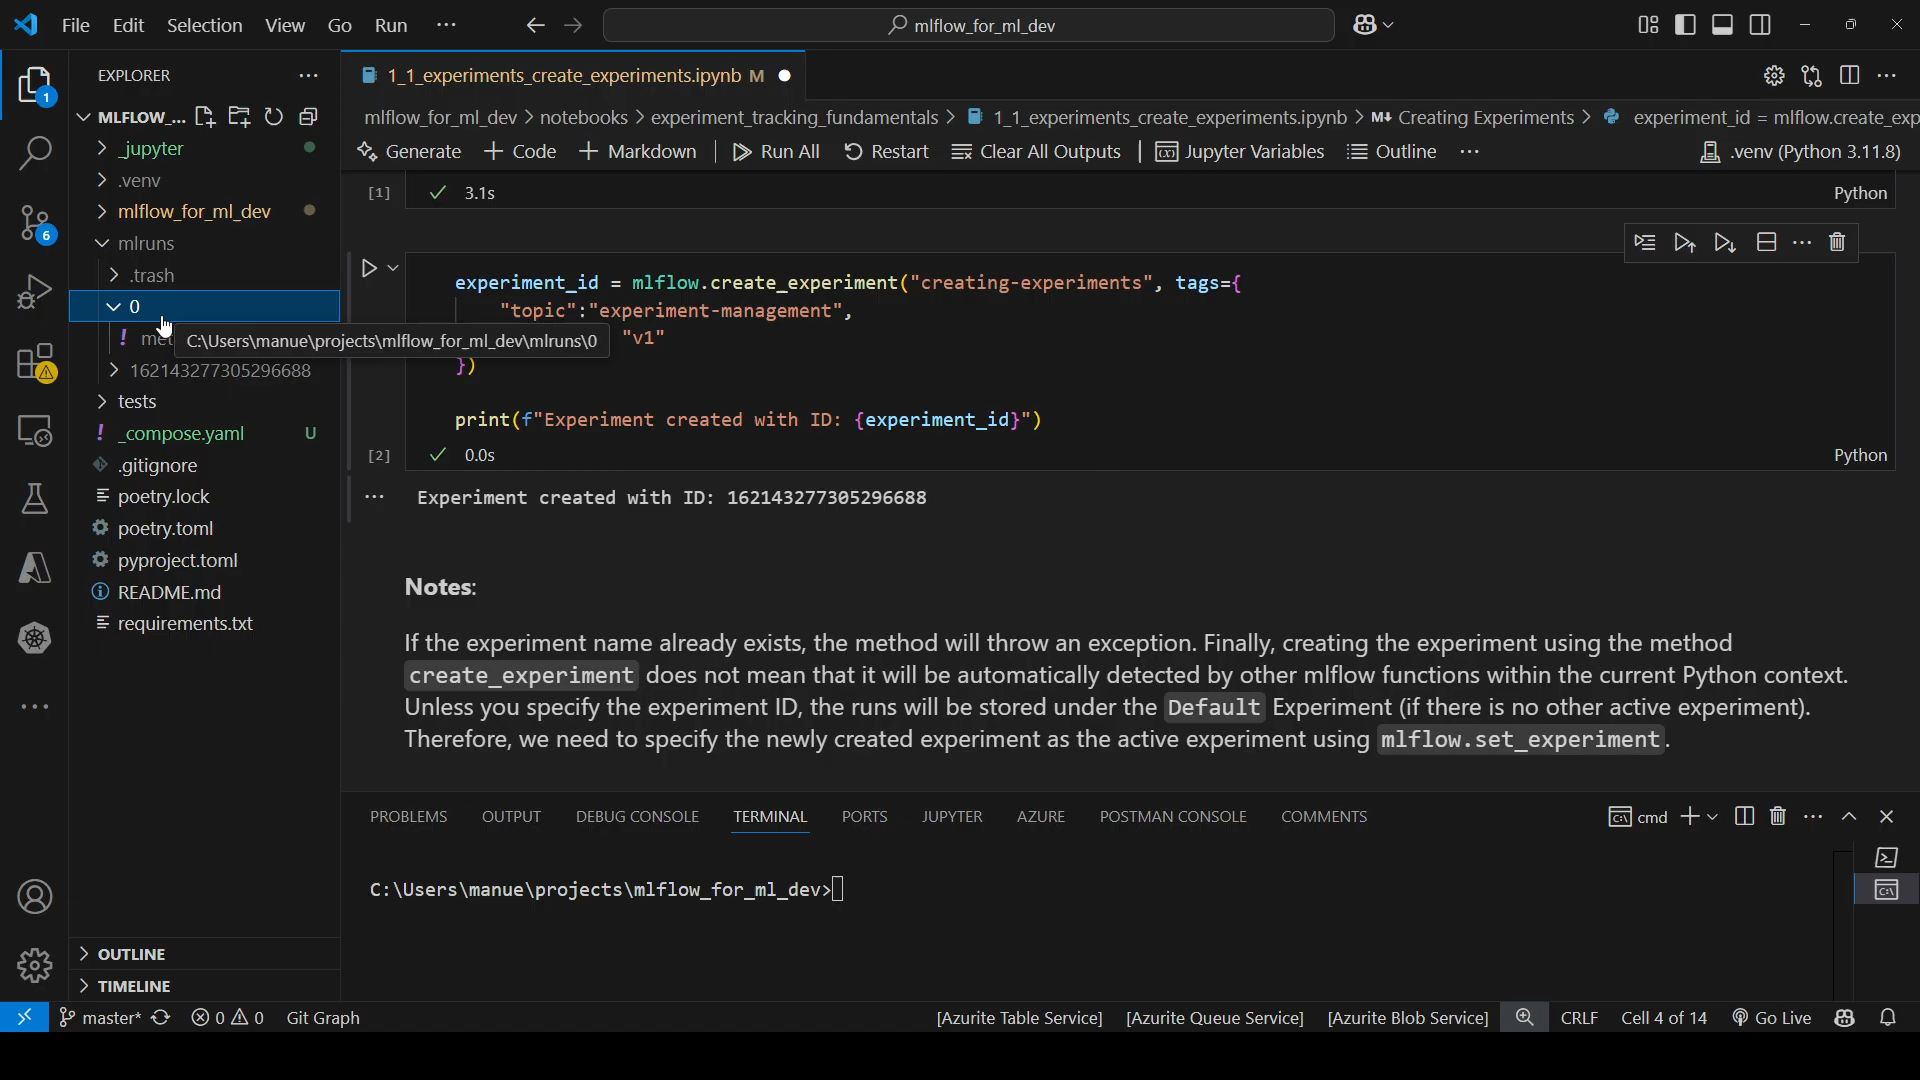 File Edit Selection View Go Run ···
mlflow_for_ml_dev
EXPLORER
MLFLOW_...
_jupyter
.venv
mlflow_for_ml_dev
mlruns
.trash
0
C:\Users\manue\projects\mlflow_for_ml_dev\mlruns\0
162143277305296688
tests
_compose.yaml U
.gitignore
poetry.lock
poetry.toml
pyproject.toml
README.md
requirements.txt
OUTLINE
TIMELINE
1
6
1_1_experiments_create_experiments.ipynb M
mlflow_for_ml_dev > notebooks > experiment_tracking_fundamentals > 1_1_experiments_create_experiments.ipynb > M↓ Creating Experiments > experiment_id = mlflow.create_exp
Generate + Code + Markdown Run All Restart Clear All Outputs Jupyter Variables Outline ··· .venv (Python 3.11.8)
[1] 3.1s Python
experiment_id = mlflow.create_experiment("creating-experiments", tags={
"topic":"experiment-management",
"v1"
})
print(f"Experiment created with ID: {experiment_id}")
[2] 0.0s Python
Experiment created with ID: 162143277305296688
Notes:
If the experiment name already exists, the method will throw an exception. Finally, creating the experiment using the method
create_experiment does not mean that it will be automatically detected by other mlflow functions within the current Python context.
Unless you specify the experiment ID, the runs will be stored under the Default Experiment (if there is no other active experiment).
Therefore, we need to specify the newly created experiment as the active experiment using mlflow.set_experiment.
PROBLEMS OUTPUT DEBUG CONSOLE TERMINAL PORTS JUPYTER AZURE POSTMAN CONSOLE COMMENTS
cmd
C:\Users\manue\projects\mlflow_for_ml_dev>
master* 0 0 Git Graph [Azurite Table Service] [Azurite Queue Service] [Azurite Blob Service] CRLF Cell 4 of 14 Go Live